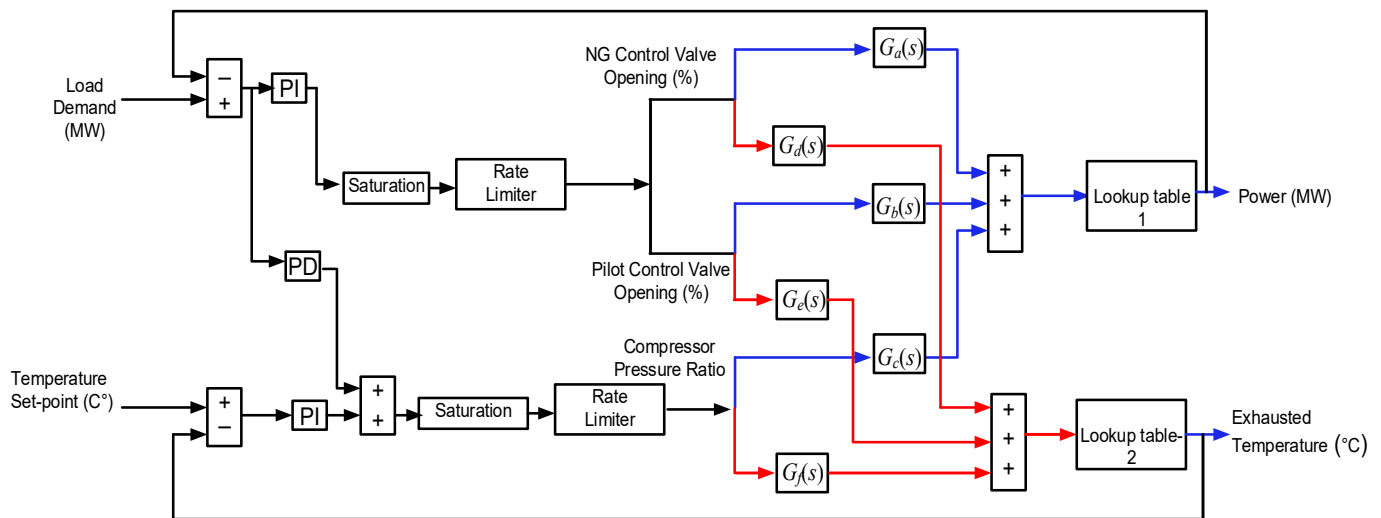 Load
Demand
(MW)
−
+
PI
PD
Saturation
Rate
Limiter
NG Control Valve
Opening (%)
Pilot Control Valve
Opening (%)
Ga(s)
Gd(s)
Gb(s)
Ge(s)
Gc(s)
Gf(s)
+
+
+
Lookup table
1
Power (MW)
Temperature
Set-point (C°)
+
−
PI
+
+
Saturation
Rate
Limiter
Compressor
Pressure Ratio
+
+
+
Lookup table-
2
Exhausted
Temperature (°C)